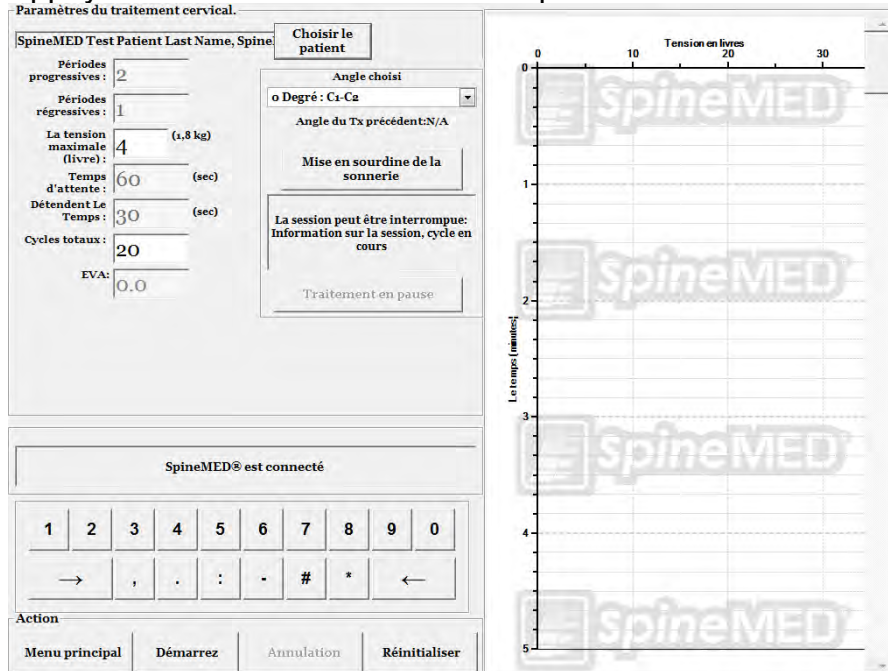 Paramètres du traitement cervical.
SpineMED Test Patient Last Name, Spine
Choisir le
patient
Périodes
progressives :
2
Périodes
régressives :
1
La tension
maximale
(livre) :
4
(1,8 kg)
Temps
d'attente :
60
(sec)
Détendent Le
Temps :
30
(sec)
Cycles totaux :
20
EVA:
0.0
Angle choisi
0 Degré : C1-C2
Angle du Tx précédent:N/A
Mise en sourdine de la
sonnerie
La session peut être interrompue:
Information sur la session, cycle en
cours
Traitement en pause
SpineMED® est connecté
1 2 3 4 5 6 7 8 9 0
→ , . : - # * ←
Action
Menu principal Démarrez Annulation Réinitialiser
Tension en livres
0 10 20 30
0
1
2
3
4
5
Le temps (minutes)
SpineMED
SpineMED
SpineMED
SpineMED